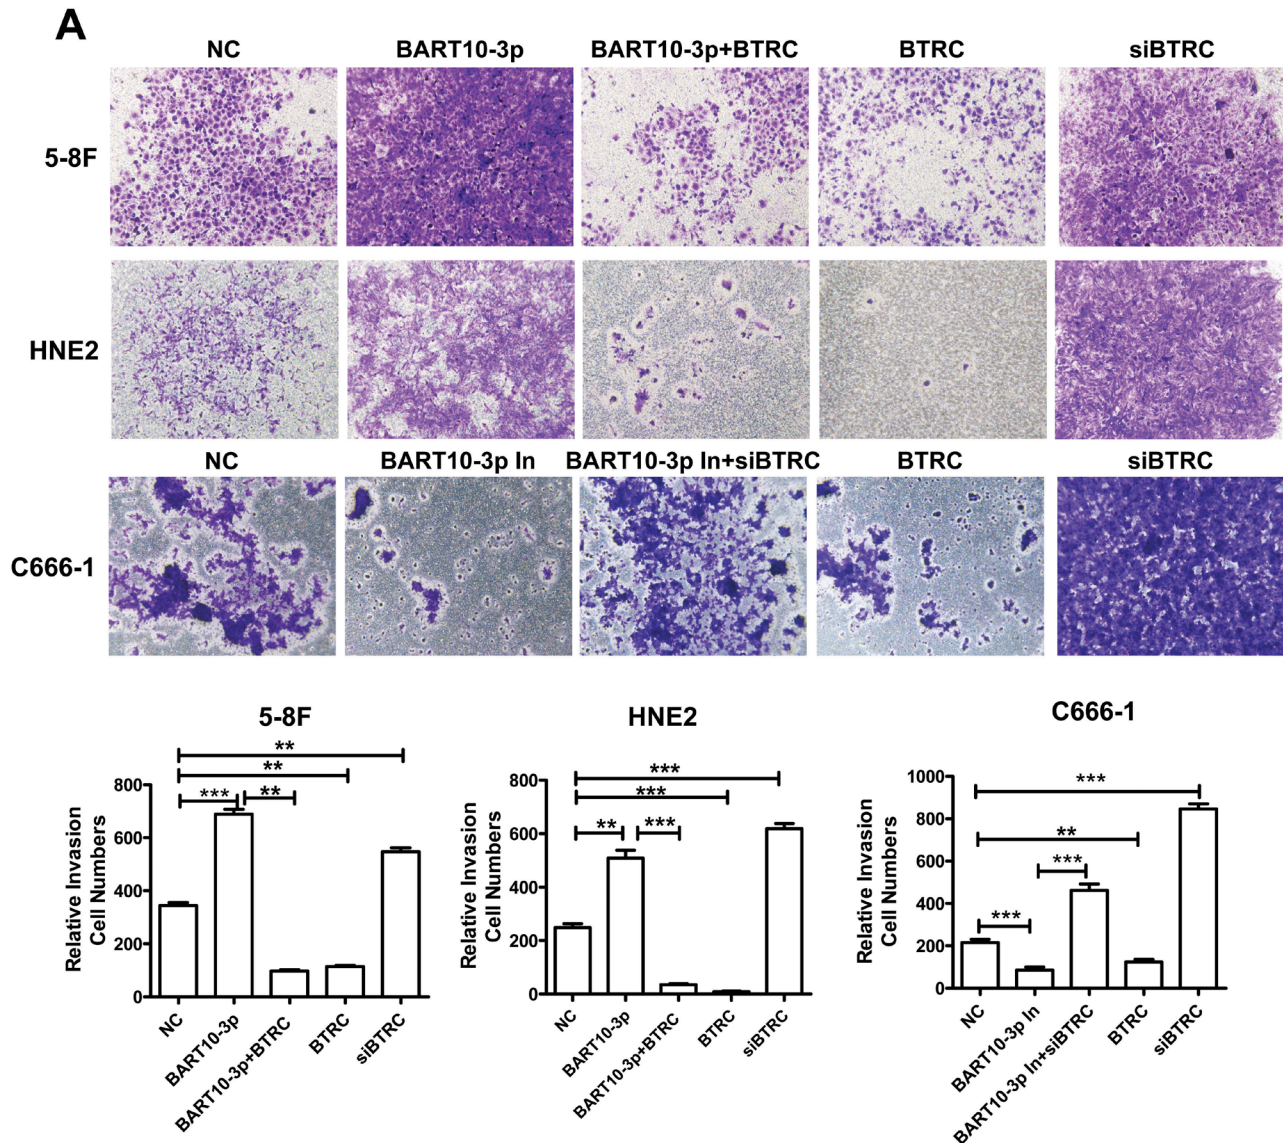 A
NC BART10-3p BART10-3p+BTRC BTRC siBTRC
5-8F
HNE2
NC BART10-3p In BART10-3p In+siBTRC BTRC siBTRC
C666-1
5-8F
**
**
*** **
Relative Invasion
Cell Numbers
800
600
400
200
0
NC
BART10-3p
BART10-3p+BTRC
BTRC
siBTRC
HNE2
***
***
** ***
Relative Invasion
Cell Numbers
800
600
400
200
0
NC
BART10-3p
BART10-3p+BTRC
BTRC
siBTRC
C666-1
***
**
***
***
Relative Invasion
Cell Numbers
1000
800
600
400
200
0
NC
BART10-3p In
BART10-3p In+siBTRC
BTRC
siBTRC